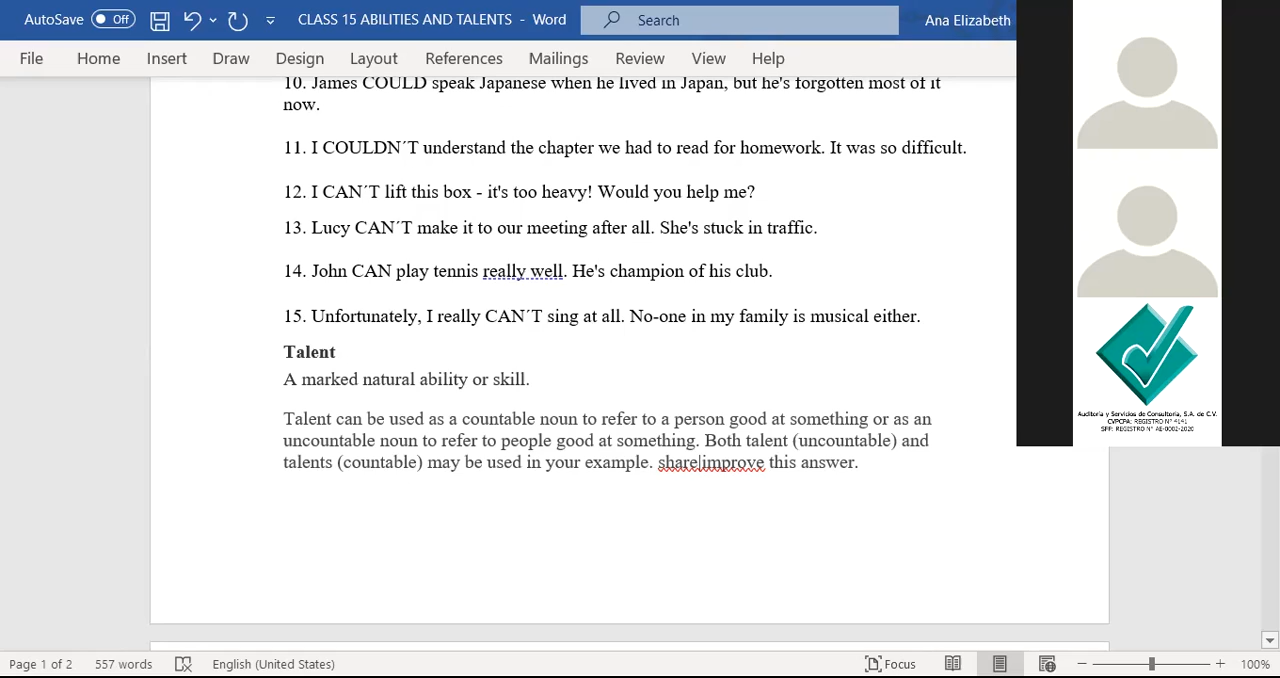 AutoSave Off CLASS 15 ABILITIES AND TALENTS - Word Search Ana Elizabeth
File Home Insert Draw Design Layout References Mailings Review View Help
10. James COULD speak Japanese when he lived in Japan, but he's forgotten most of it
now.
11. I COULDN´T understand the chapter we had to read for homework. It was so difficult.
12. I CAN´T lift this box - it's too heavy! Would you help me?
13. Lucy CAN´T make it to our meeting after all. She's stuck in traffic.
14. John CAN play tennis really well. He's champion of his club.
15. Unfortunately, I really CAN´T sing at all. No-one in my family is musical either.
Talent
A marked natural ability or skill.
Talent can be used as a countable noun to refer to a person good at something or as an
uncountable noun to refer to people good at something. Both talent (uncountable) and
talents (countable) may be used in your example. share|improve this answer.
Auditoría y Servicios de Consultoría, S.A. de C.V.
CVPCPA: REGISTRO N° 4141
SPF: REGISTRO N° AE-0002-2020
Page 1 of 2 557 words English (United States) Focus 100%